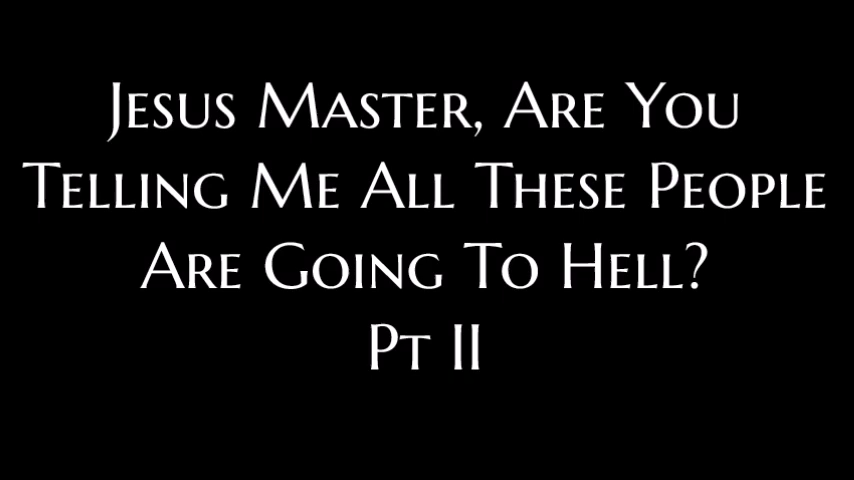 Jesus Master, Are You
Telling Me All These People
Are Going To Hell?
Pt II